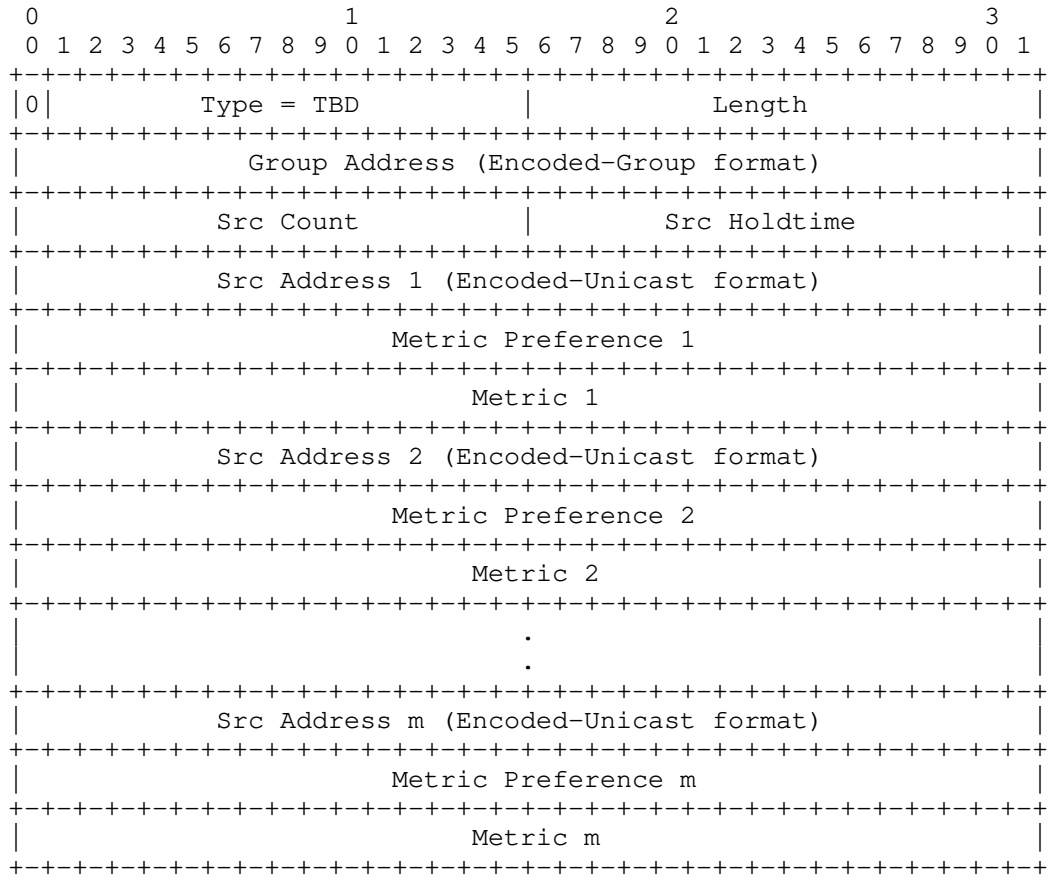 0                   1                   2                   3
 0 1 2 3 4 5 6 7 8 9 0 1 2 3 4 5 6 7 8 9 0 1 2 3 4 5 6 7 8 9 0 1
+-+-+-+-+-+-+-+-+-+-+-+-+-+-+-+-+-+-+-+-+-+-+-+-+-+-+-+-+-+-+-+-+
|0|         Type = TBD          |           Length              |
+-+-+-+-+-+-+-+-+-+-+-+-+-+-+-+-+-+-+-+-+-+-+-+-+-+-+-+-+-+-+-+-+
|              Group Address (Encoded-Group format)             |
+-+-+-+-+-+-+-+-+-+-+-+-+-+-+-+-+-+-+-+-+-+-+-+-+-+-+-+-+-+-+-+-+
|            Src Count          |        Src Holdtime           |
+-+-+-+-+-+-+-+-+-+-+-+-+-+-+-+-+-+-+-+-+-+-+-+-+-+-+-+-+-+-+-+-+
|            Src Address 1 (Encoded-Unicast format)             |
+-+-+-+-+-+-+-+-+-+-+-+-+-+-+-+-+-+-+-+-+-+-+-+-+-+-+-+-+-+-+-+-+
|                       Metric Preference 1                     |
+-+-+-+-+-+-+-+-+-+-+-+-+-+-+-+-+-+-+-+-+-+-+-+-+-+-+-+-+-+-+-+-+
|                            Metric 1                           |
+-+-+-+-+-+-+-+-+-+-+-+-+-+-+-+-+-+-+-+-+-+-+-+-+-+-+-+-+-+-+-+-+
|            Src Address 2 (Encoded-Unicast format)             |
+-+-+-+-+-+-+-+-+-+-+-+-+-+-+-+-+-+-+-+-+-+-+-+-+-+-+-+-+-+-+-+-+
|                       Metric Preference 2                     |
+-+-+-+-+-+-+-+-+-+-+-+-+-+-+-+-+-+-+-+-+-+-+-+-+-+-+-+-+-+-+-+-+
|                            Metric 2                           |
+-+-+-+-+-+-+-+-+-+-+-+-+-+-+-+-+-+-+-+-+-+-+-+-+-+-+-+-+-+-+-+-+
|                               .                               |
|                               .                               |
+-+-+-+-+-+-+-+-+-+-+-+-+-+-+-+-+-+-+-+-+-+-+-+-+-+-+-+-+-+-+-+-+
|            Src Address m (Encoded-Unicast format)             |
+-+-+-+-+-+-+-+-+-+-+-+-+-+-+-+-+-+-+-+-+-+-+-+-+-+-+-+-+-+-+-+-+
|                       Metric Preference m                     |
+-+-+-+-+-+-+-+-+-+-+-+-+-+-+-+-+-+-+-+-+-+-+-+-+-+-+-+-+-+-+-+-+
|                            Metric m                           |
+-+-+-+-+-+-+-+-+-+-+-+-+-+-+-+-+-+-+-+-+-+-+-+-+-+-+-+-+-+-+-+-+